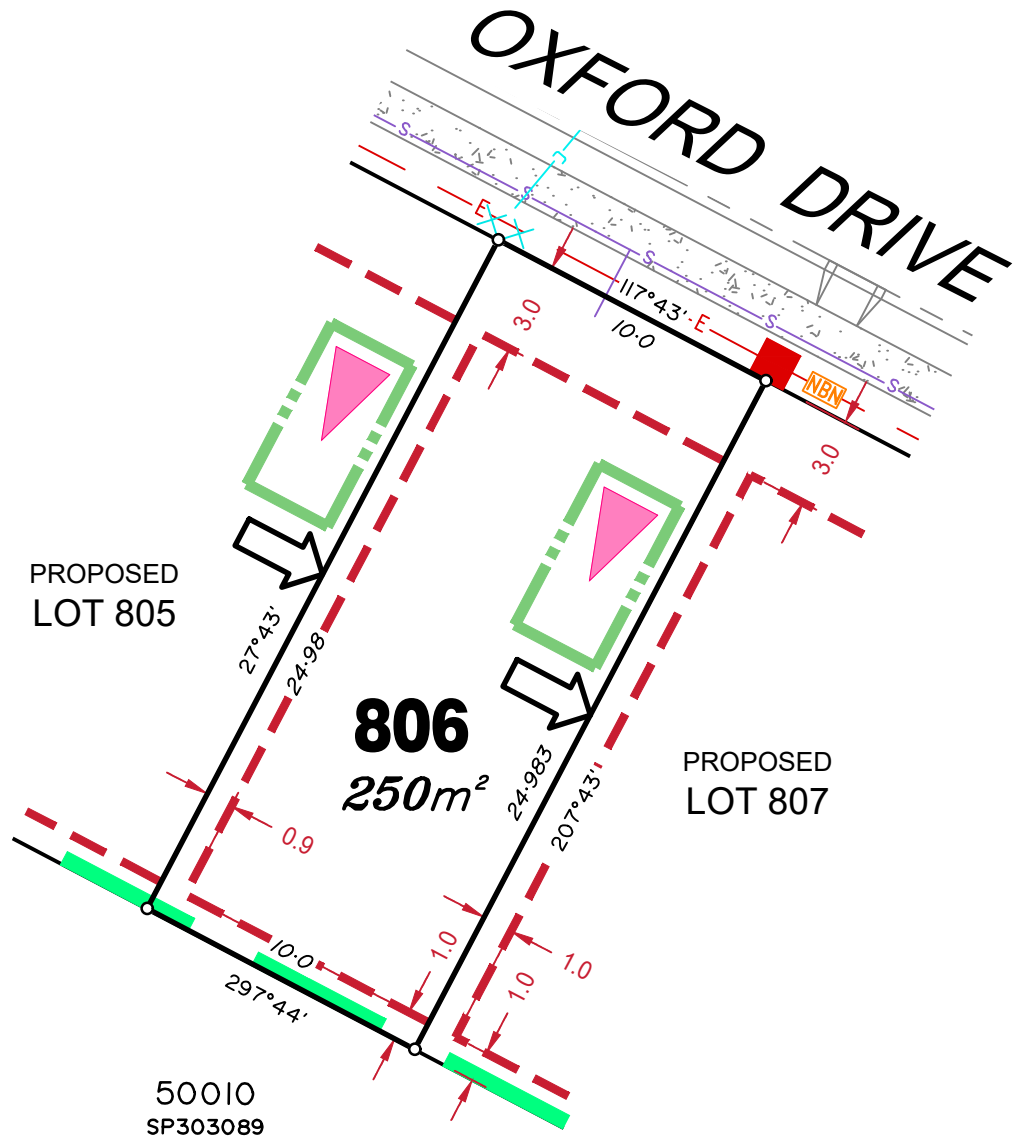 OXFORD DRIVE
S
S
S
S
S
E
E
NBN
117°43'
10·0
3.0
3.0
PROPOSED
LOT 805
27°43'
24·98
806
250m²
24·983
207°43'
PROPOSED
LOT 807
0.9
1.0
1.0
1.0
10·0
297°44'
50010
SP303089